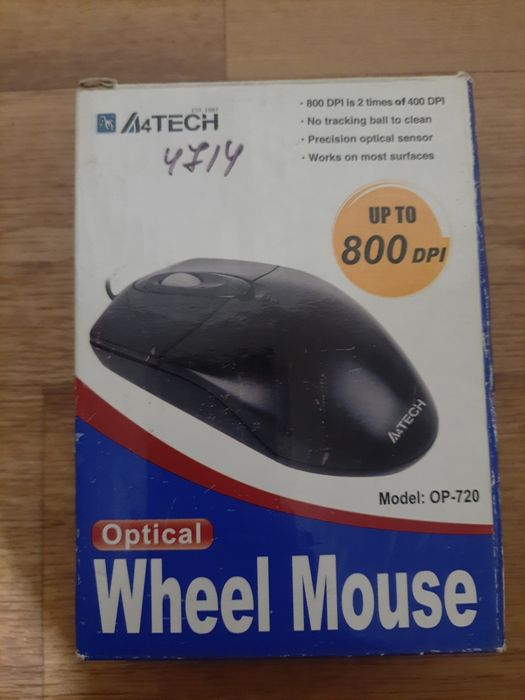 EST. 1987
A4TECH
4714
· 800 DPI is 2 times of 400 DPI
· No tracking ball to clean
· Precision optical sensor
· Works on most surfaces
UP TO
800 DPI
A4TECH
Model: OP-720
Optical
Wheel Mouse